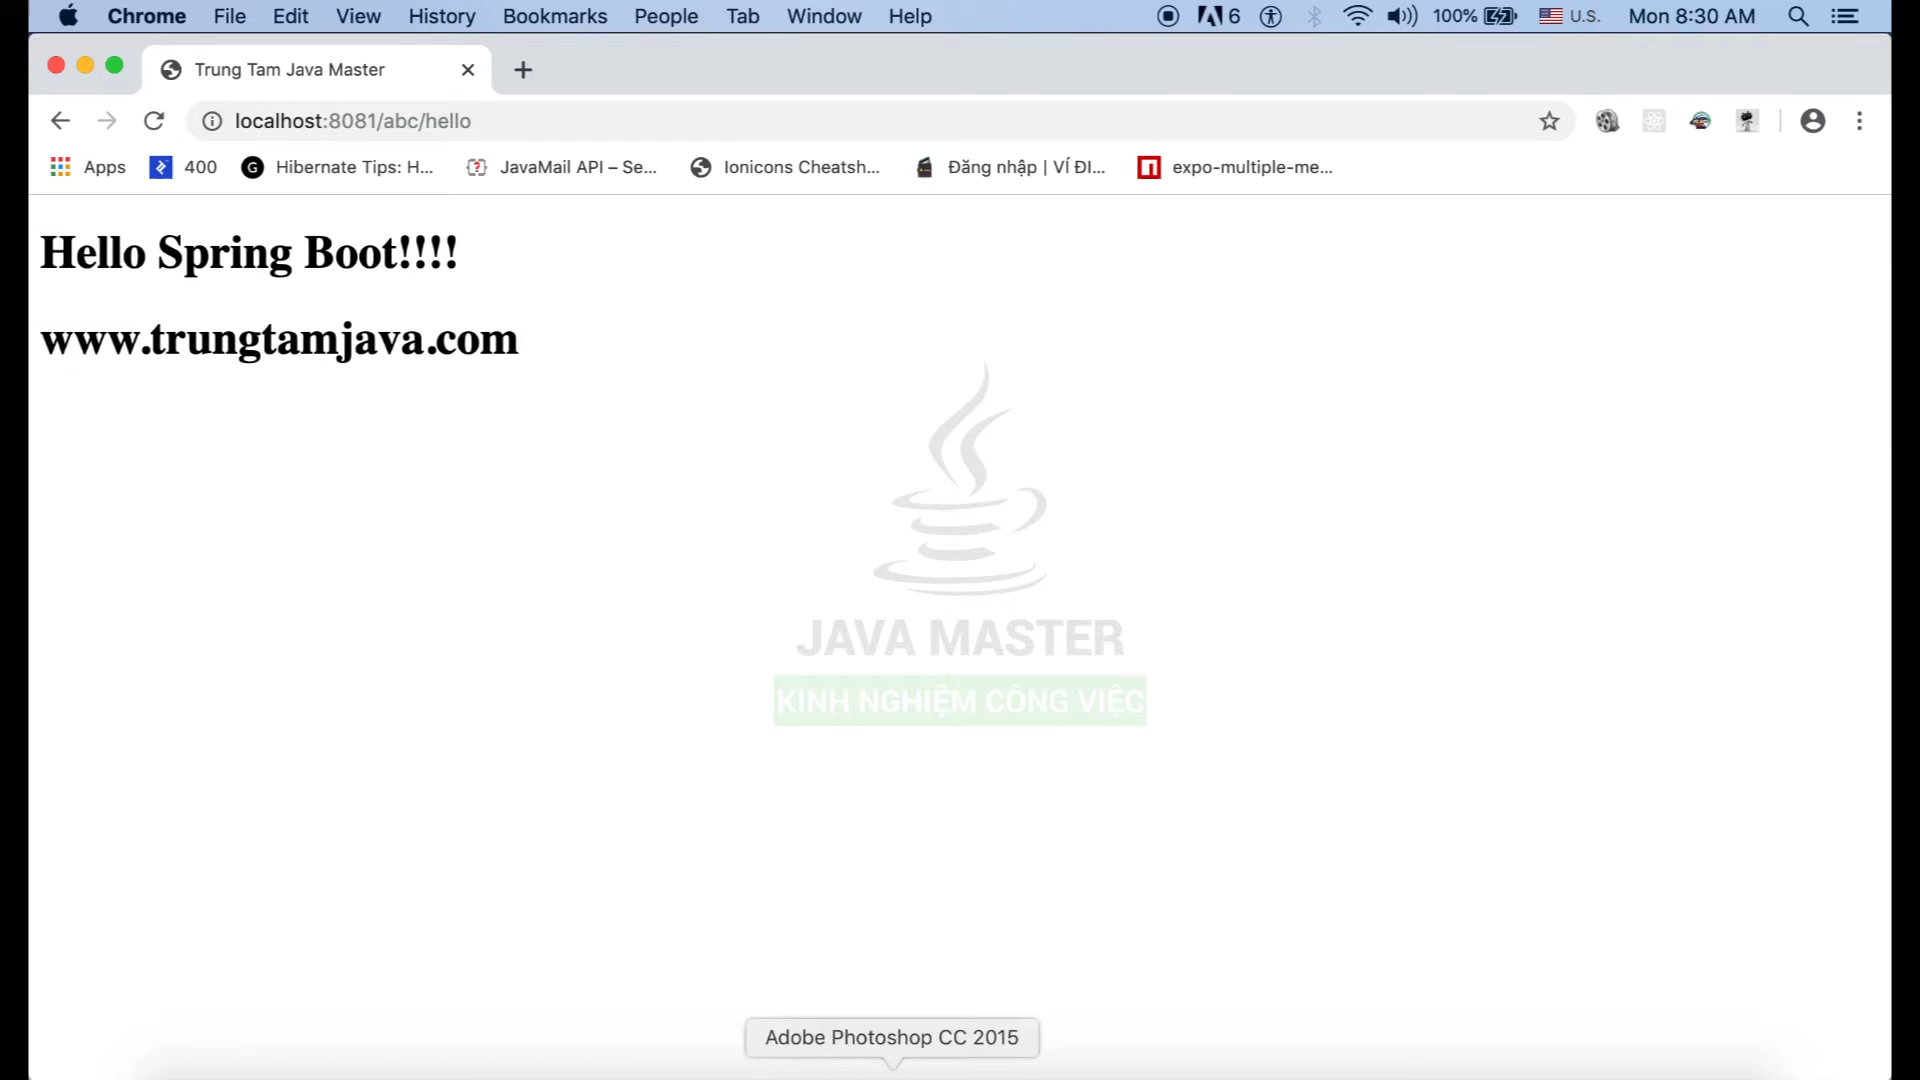 Chrome File Edit View History Bookmarks People Tab Window Help 6 100% U.S. Mon 8:30 AM
Trung Tam Java Master
localhost:8081/abc/hello
Apps 400 G Hibernate Tips: H... JavaMail API – Se... Ionicons Cheatsh... Đăng nhập | VÍ ĐI... expo-multiple-me...
Hello Spring Boot!!!!
www.trungtamjava.com
JAVA MASTER
KINH NGHIỆM CÔNG VIỆC
Adobe Photoshop CC 2015